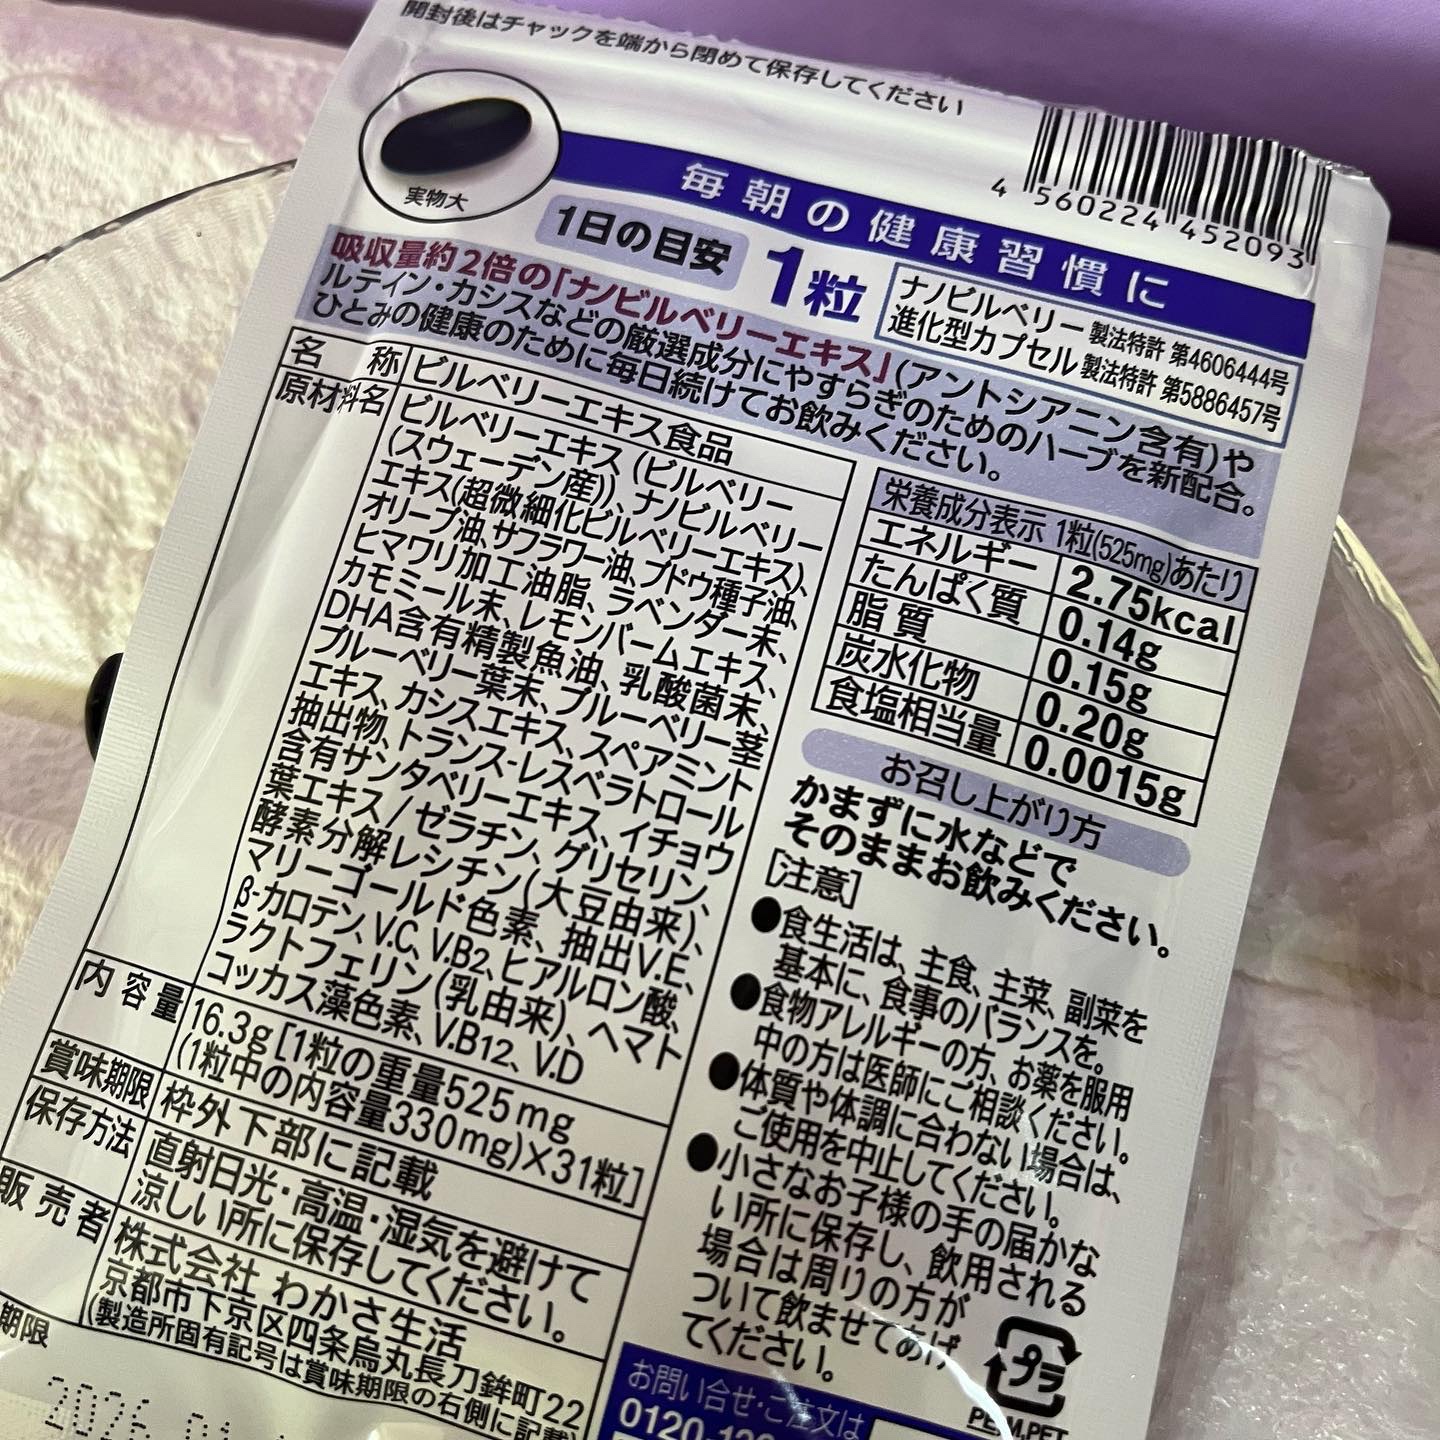 開封後はチャックを端から閉めて保存してください
実物大
4 560224 452093
毎朝の健康習慣に
1日の目安 1粒
ナノビルベリー 製法特許 第4606444号
進化型カプセル 製法特許 第5886457号
吸収量約2倍の「ナノビルベリーエキス」(アントシアニン含有)や
ルテイン・カシスなどの厳選成分にやすらぎのためのハーブを新配合。
ひとみの健康のために毎日続けてお飲みください。
名称 ビルベリーエキス食品
原材料名 ビルベリーエキス(ビルベリー
(スウェーデン産))、ナノビルベリー
エキス(超微細化ビルベリーエキス)、
オリーブ油、サフラワー油、ブドウ種子油、
ヒマワリ加工油脂、ラベンダー末、
カモミール末、レモンバームエキス、
DHA含有精製魚油、乳酸菌末、
ブルーベリー葉末、ブルーベリー茎
エキス、カシスエキス、スペアミント
抽出物、トランス-レスベラトロール
含有サンタベリーエキス、イチョウ
葉エキス/ゼラチン、グリセリン、
酵素分解レシチン(大豆由来)、
マリーゴールド色素、抽出V.E、
β-カロテン、V.C、V.B2、ヒアルロン酸、
ラクトフェリン(乳由来)、ヘマト
コッカス藻色素、V.B12、V.D
内容量 16.3g[1粒の重量525mg
(1粒中の内容量330mg)×31粒]
賞味期限 枠外下部に記載
保存方法 直射日光・高温・湿気を避けて
涼しい所に保存してください。
販売者 株式会社 わかさ生活
京都市下京区四条烏丸長刀鉾町22
(製造所固有記号は賞味期限の右側に記載)
期限
2026.01
栄養成分表示 1粒(525mg)あたり
エネルギー 2.75kcal
たんぱく質 0.14g
脂質 0.15g
炭水化物 0.20g
食塩相当量 0.0015g
お召し上がり方
かまずに水などで
そのままお飲みください。
[注意]
●食生活は、主食、主菜、副菜を
基本に、食事のバランスを。
●食物アレルギーの方、お薬を服用
中の方は医師にご相談ください。
●体質や体調に合わない場合は、
ご使用を中止してください。
●小さなお子様の手の届かな
い所に保存し、飲用される
場合は周りの方が
ついて飲ませてあげ
てください。
プラ
PE,M,PET
お問い合せ・ご注文は
0120-